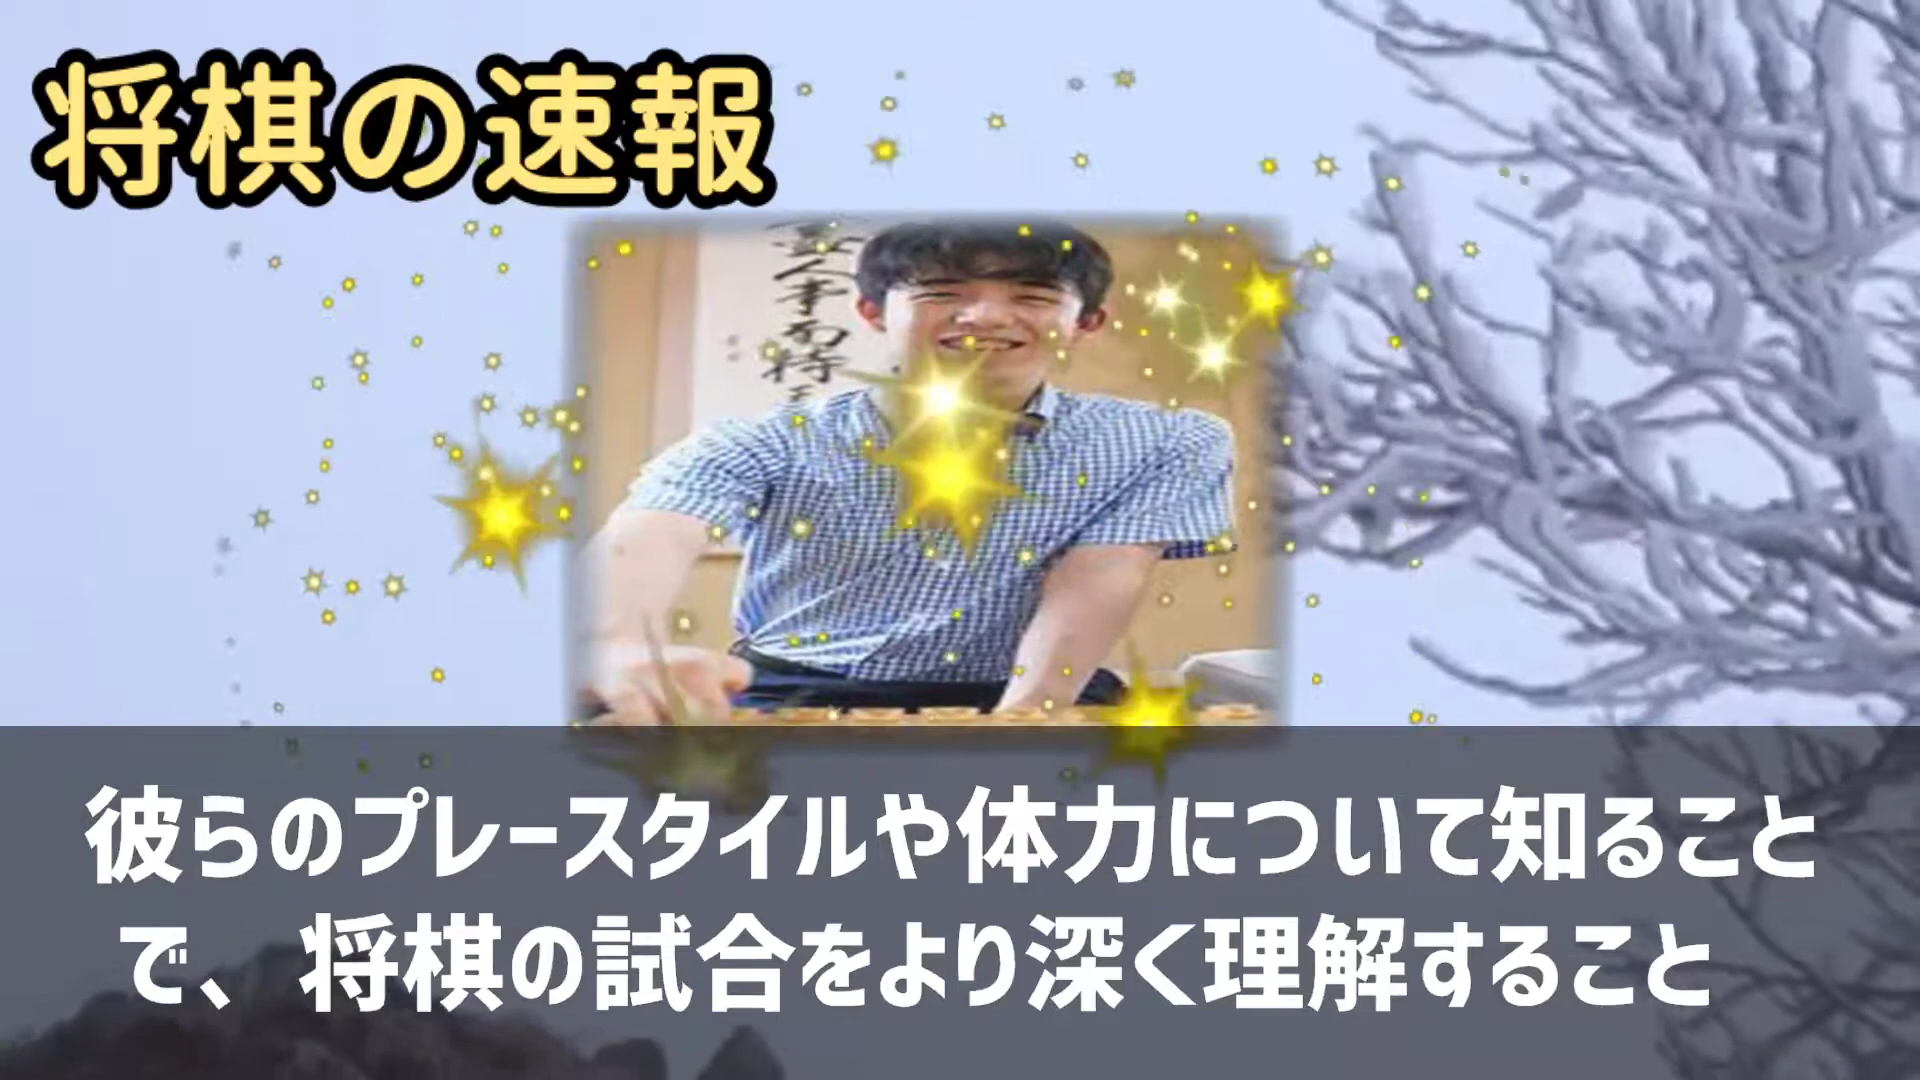 将棋の速報
彼らのプレースタイルや体力について知ること
で、将棋の試合をより深く理解すること